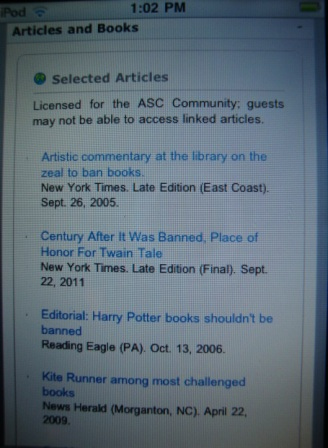 iPod 1:02 PM
Articles and Books
Selected Articles
Licensed for the ASC Community; guests
may not be able to access linked articles.
Artistic commentary at the library on the
zeal to ban books.
New York Times. Late Edition (East Coast).
Sept. 26, 2005.
Century After It Was Banned, Place of
Honor For Twain Tale
New York Times. Late Edition (Final). Sept.
22, 2011
Editorial: Harry Potter books shouldn't be
banned
Reading Eagle (PA). Oct. 13, 2006.
Kite Runner among most challenged
books
News Herald (Morganton, NC). April 22,
2009.